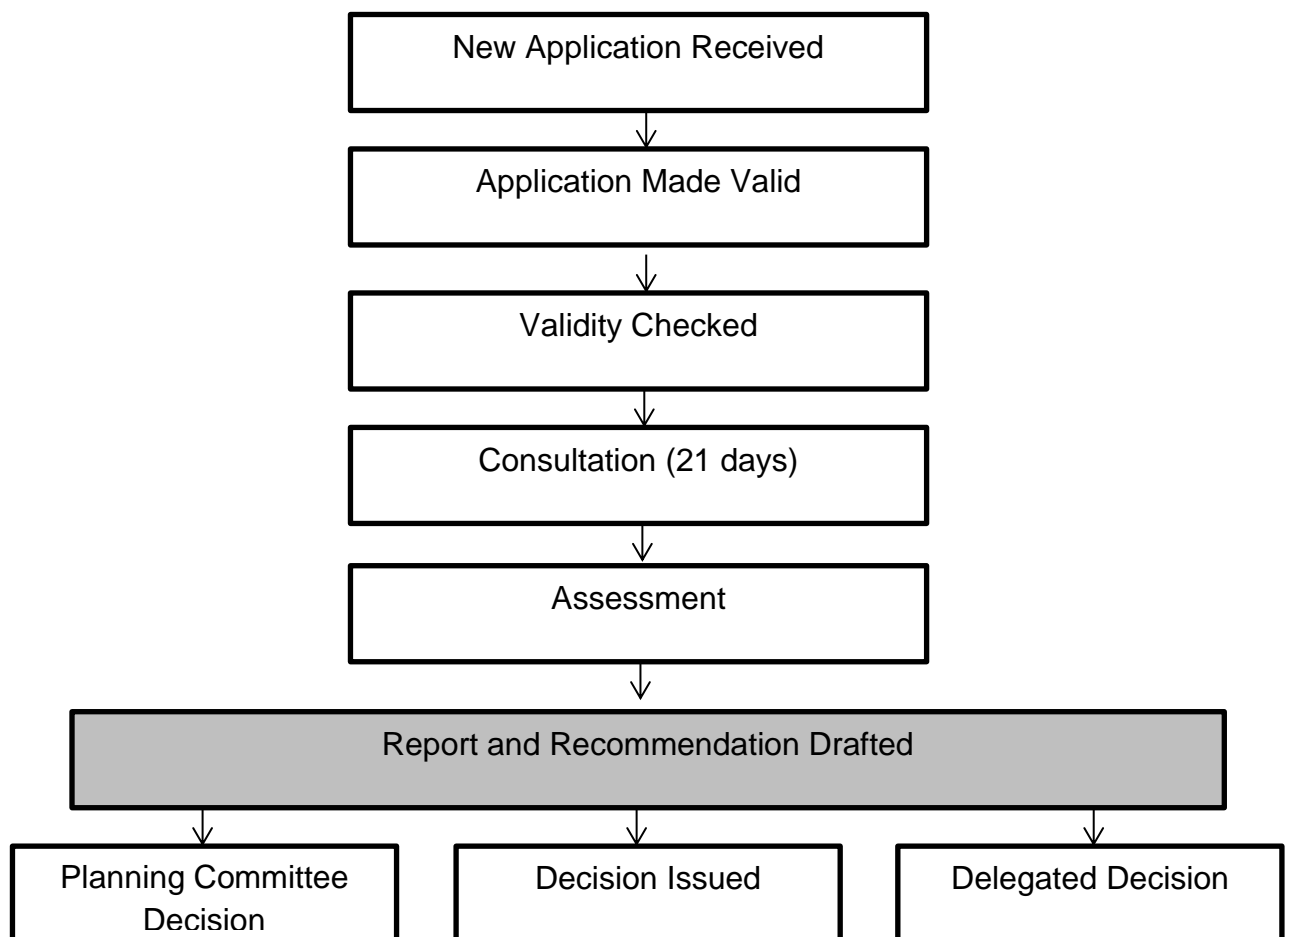 New Application Received
Application Made Valid
Validity Checked
Consultation (21 days)
Assessment
Report and Recommendation Drafted
Planning Committee
Decision
Decision Issued
Delegated Decision